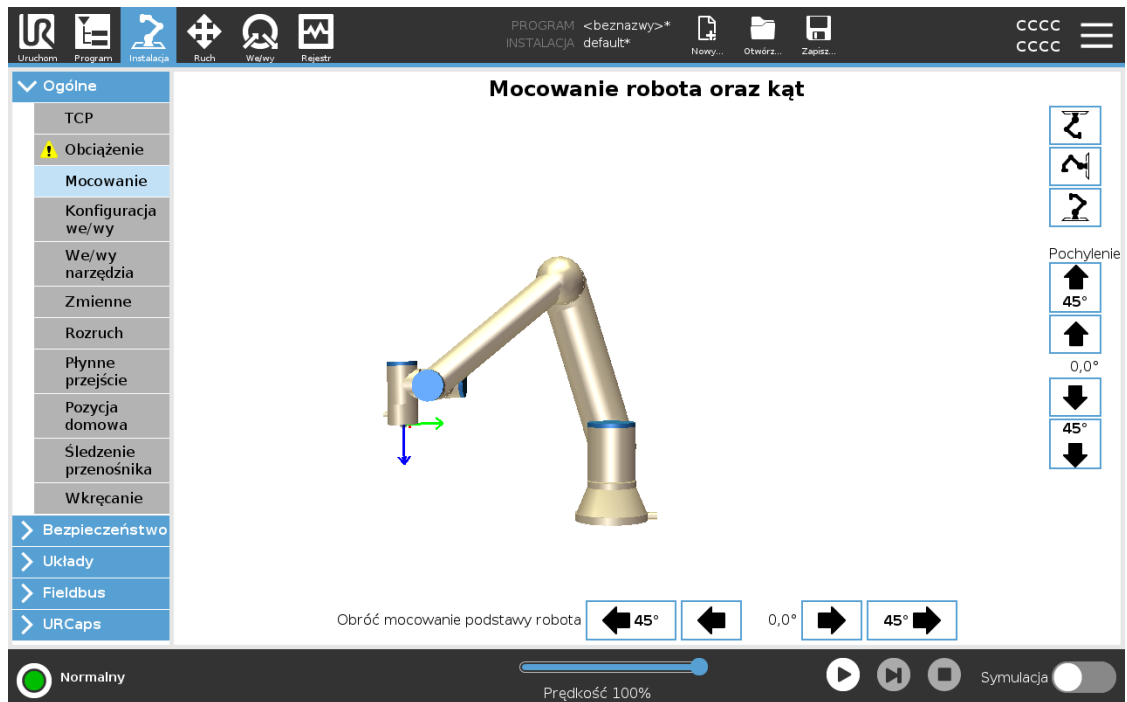 UR
PROGRAM <beznazwy>*
INSTALACJA default*
Uruchom
Program
Instalacja
Ruch
We/wy
Rejestr
Nowy...
Otwórz...
Zapisz...
CCCC
CCCC
Ogólne
TCP
Obciążenie
Mocowanie
Konfiguracja
we/wy
We/wy
narzędzia
Zmienne
Rozruch
Płynne
przejście
Pozycja
domowa
Śledzenie
przenośnika
Wkręcanie
Bezpieczeństwo
Układy
Fieldbus
URCaps
Mocowanie robota oraz kąt
Pochylenie
45°
0,0°
45°
Obróć mocowanie podstawy robota 45° 0,0° 45°
Normalny
Prędkość 100%
Symulacja